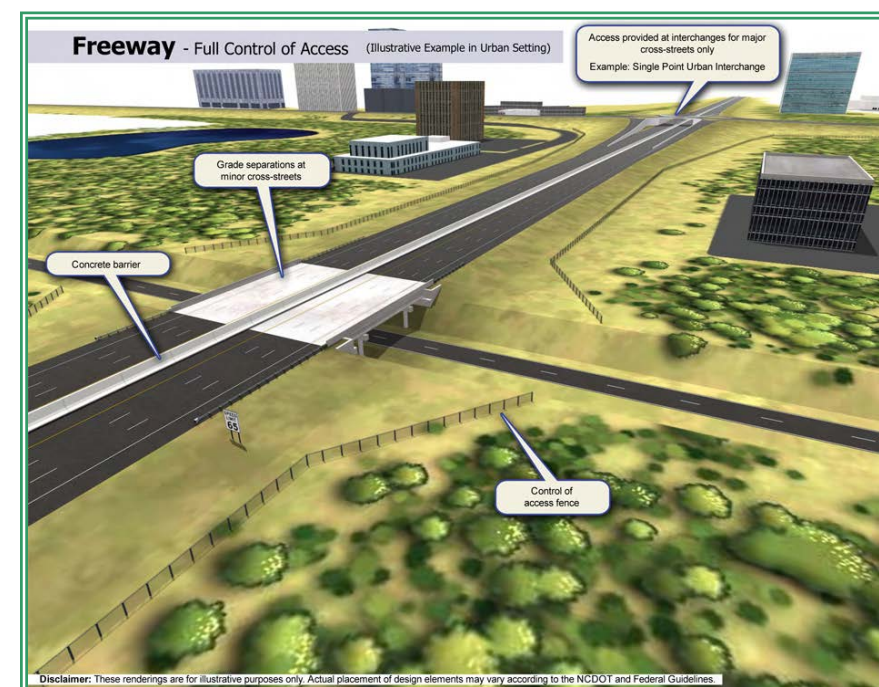 Freeway - Full Control of Access (Illustrative Example in Urban Setting)
Access provided at interchanges for major
cross-streets only
Example: Single Point Urban Interchange
Grade separations at
minor cross-streets
Concrete barrier
SPEED
LIMIT
65
Control of
access fence
Disclaimer: These renderings are for illustrative purposes only. Actual placement of design elements may vary according to the NCDOT and Federal Guidelines.